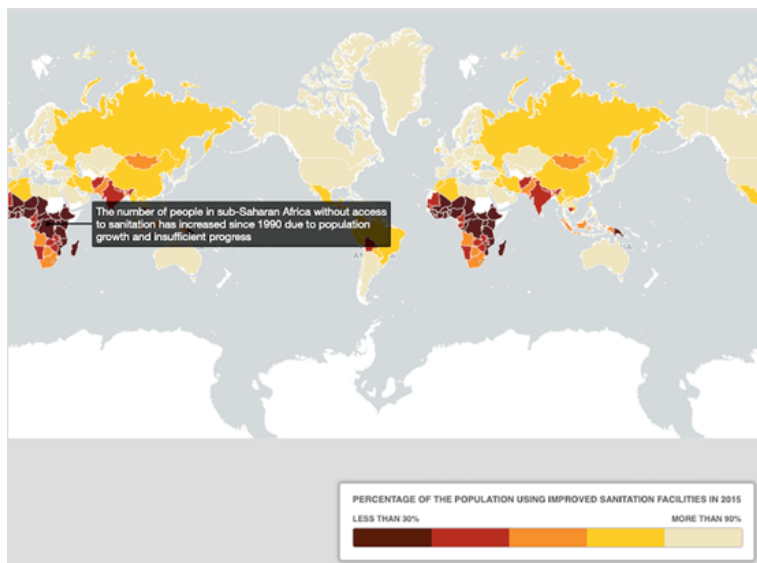 The number of people in sub-Saharan Africa without access
to sanitation has increased since 1990 due to population
growth and insufficient progress
PERCENTAGE OF THE POPULATION USING IMPROVED SANITATION FACILITIES IN 2015
LESS THAN 30% MORE THAN 90%